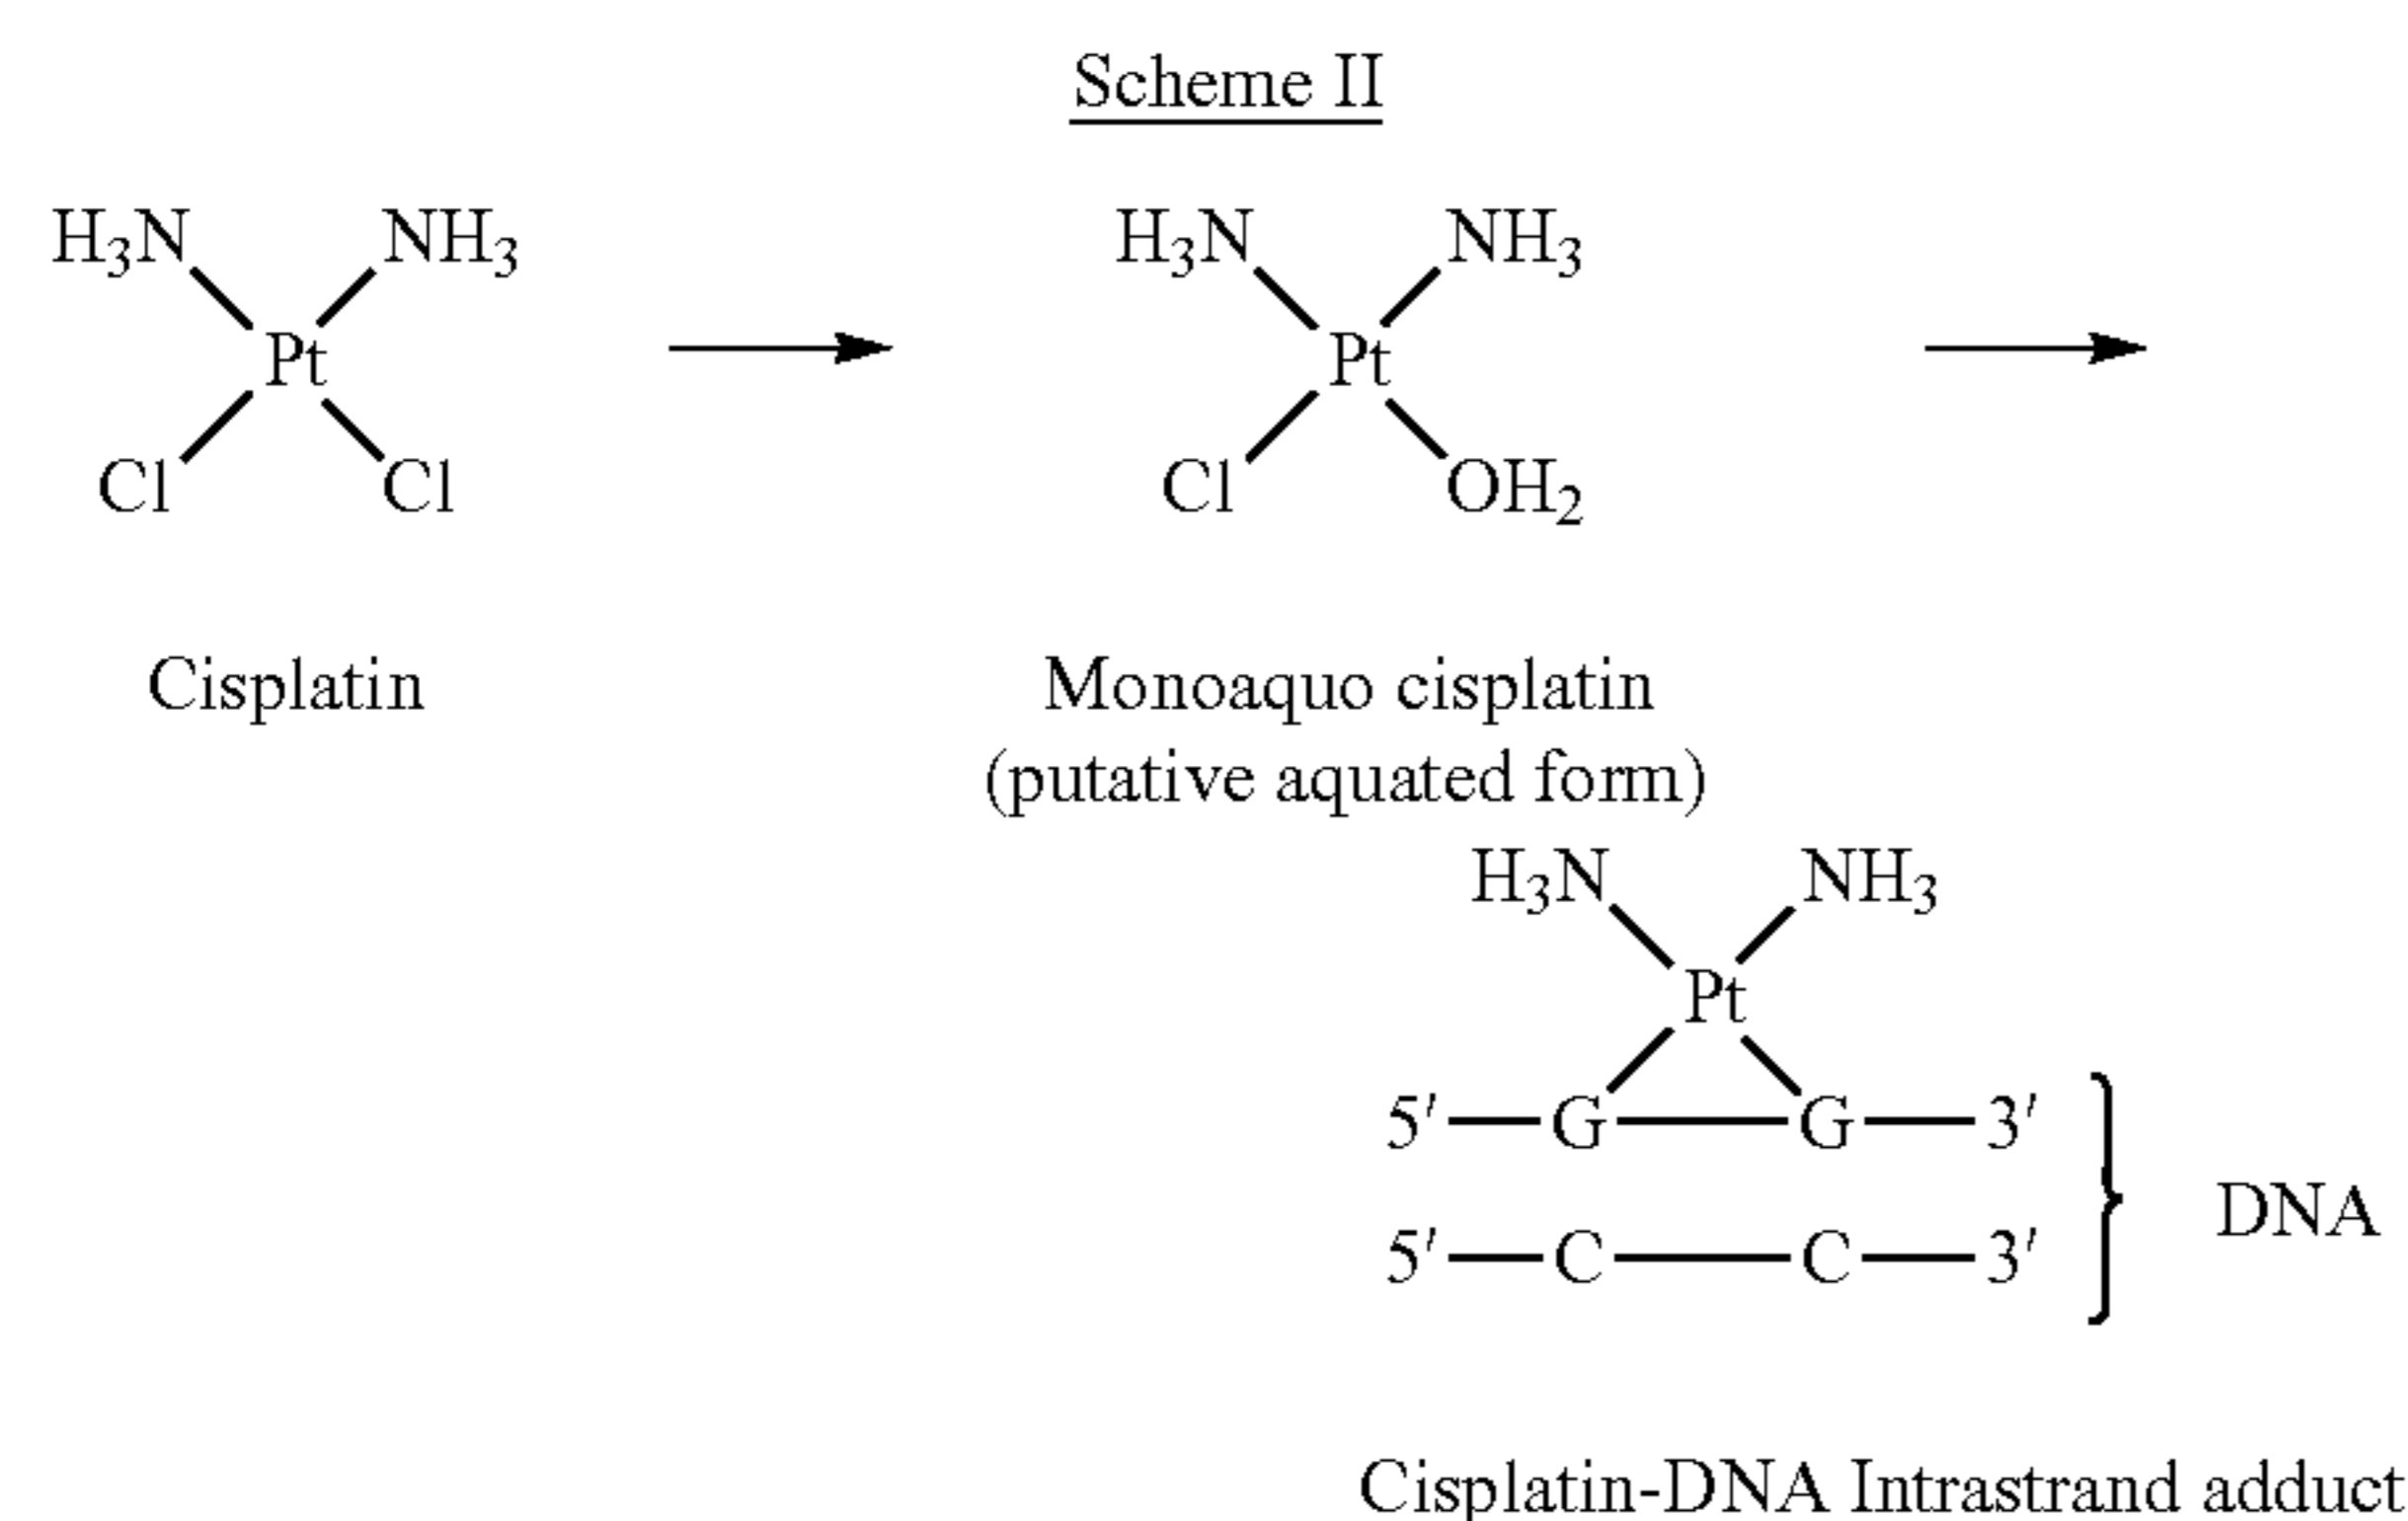 Scheme II
H₃N NH₃ H₃N NH₃
Pt Pt
Cl Cl Cl OH₂
Cisplatin Monoaquo cisplatin
(putative aquated form)
H₃N NH₃
Pt
5′ G G 3′
DNA
5′ C C 3′
Cisplatin-DNA Intrastrand adduct